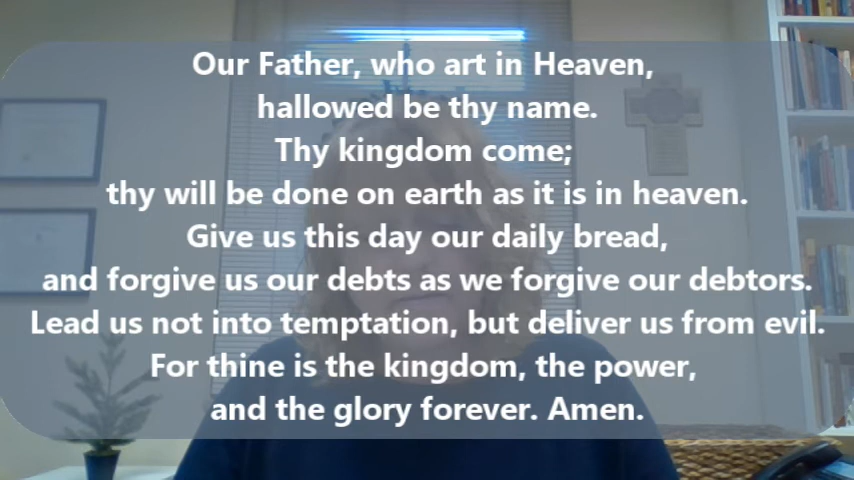 Our Father, who art in Heaven,
hallowed be thy name.
Thy kingdom come;
thy will be done on earth as it is in heaven.
Give us this day our daily bread,
and forgive us our debts as we forgive our debtors.
Lead us not into temptation, but deliver us from evil.
For thine is the kingdom, the power,
and the glory forever. Amen.